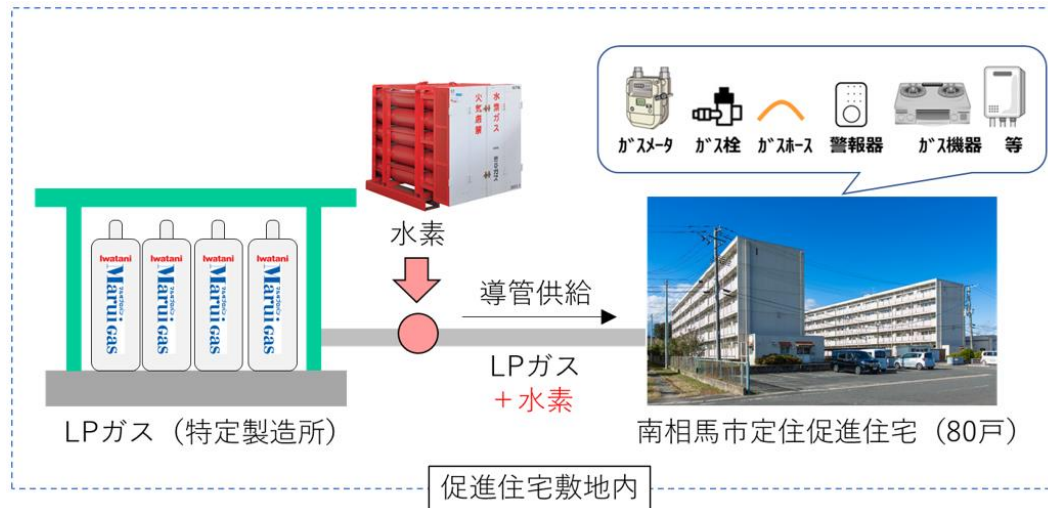 ガスメータ
ガス栓
ガスホース
警報器
ガス機器
等
水素ガス
火気厳禁
水素
Iwatani
Marui Gas
Iwatani
Marui Gas
Iwatani
Marui Gas
Iwatani
Marui Gas
導管供給
LPガス
+水素
LPガス（特定製造所）
南相馬市定住促進住宅（80戸）
促進住宅敷地内